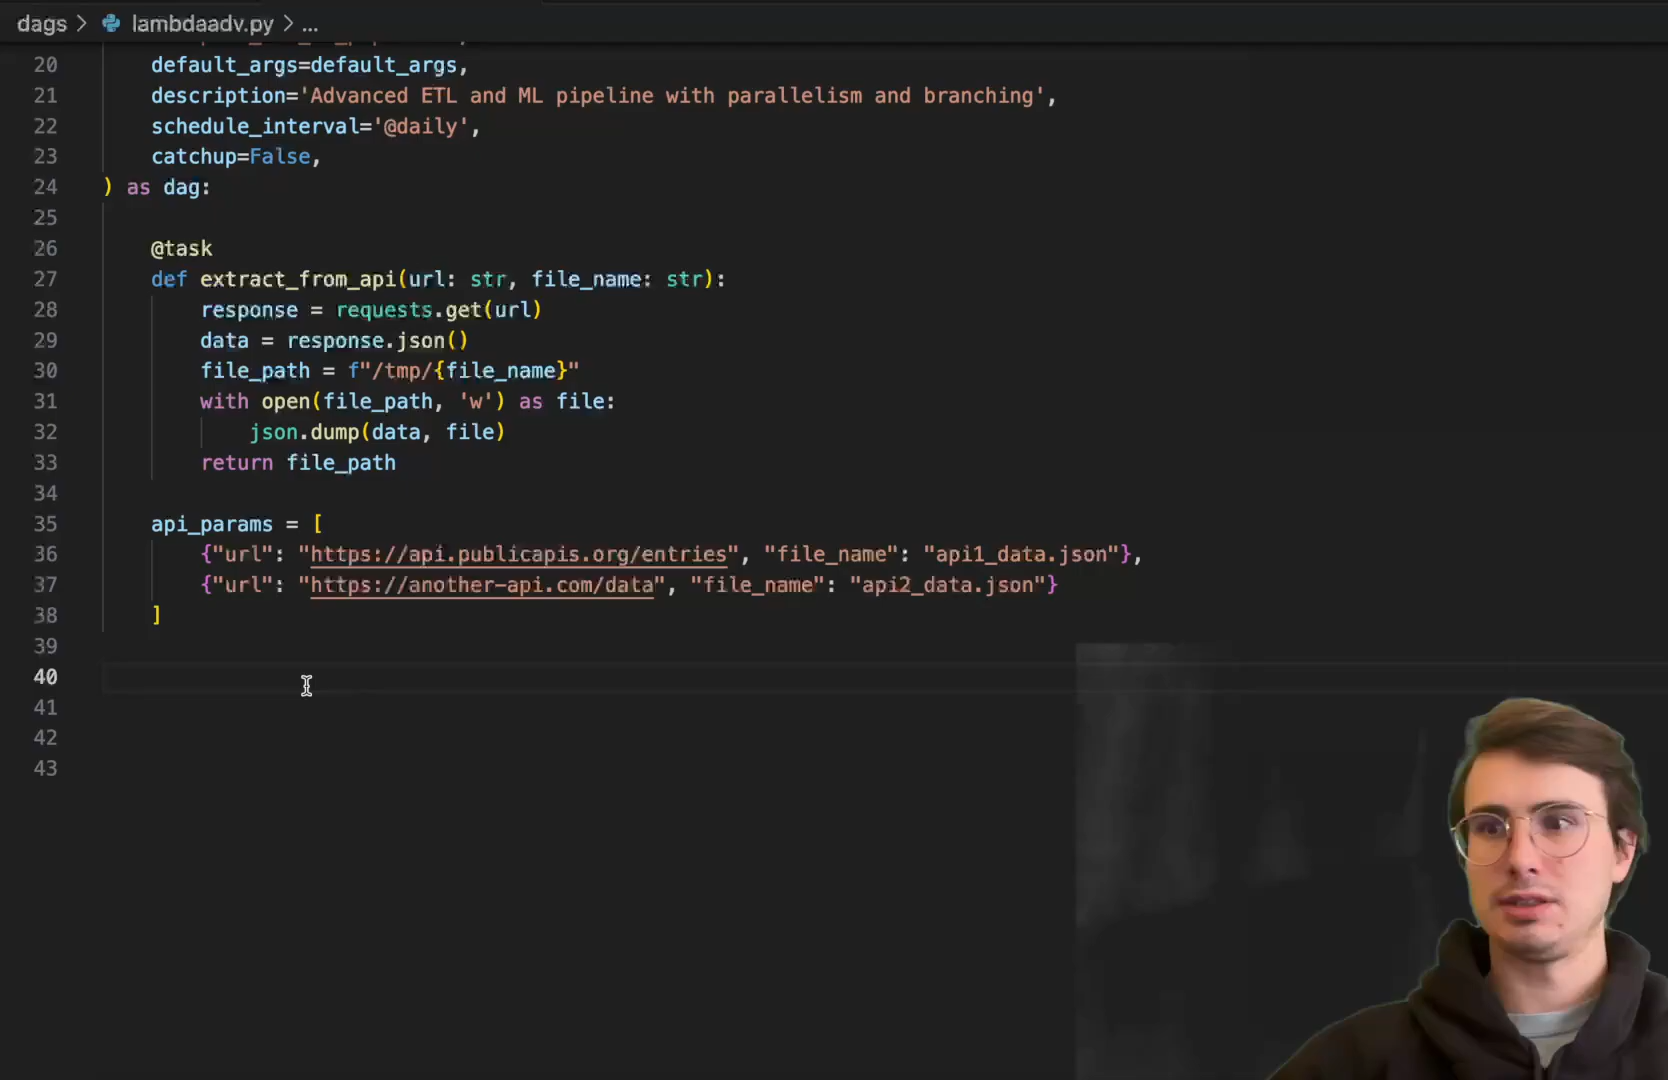 dags > lambdaadv.py > ...
20 default_args=default_args,
21 description='Advanced ETL and ML pipeline with parallelism and branching',
22 schedule_interval='@daily',
23 catchup=False,
24 ) as dag:
25
26 @task
27 def extract_from_api(url: str, file_name: str):
28 response = requests.get(url)
29 data = response.json()
30 file_path = f"/tmp/{file_name}"
31 with open(file_path, 'w') as file:
32 json.dump(data, file)
33 return file_path
34
35 api_params = [
36 {"url": "https://api.publicapis.org/entries", "file_name": "api1_data.json"},
37 {"url": "https://another-api.com/data", "file_name": "api2_data.json"}
38 ]
39
40
41
42
43